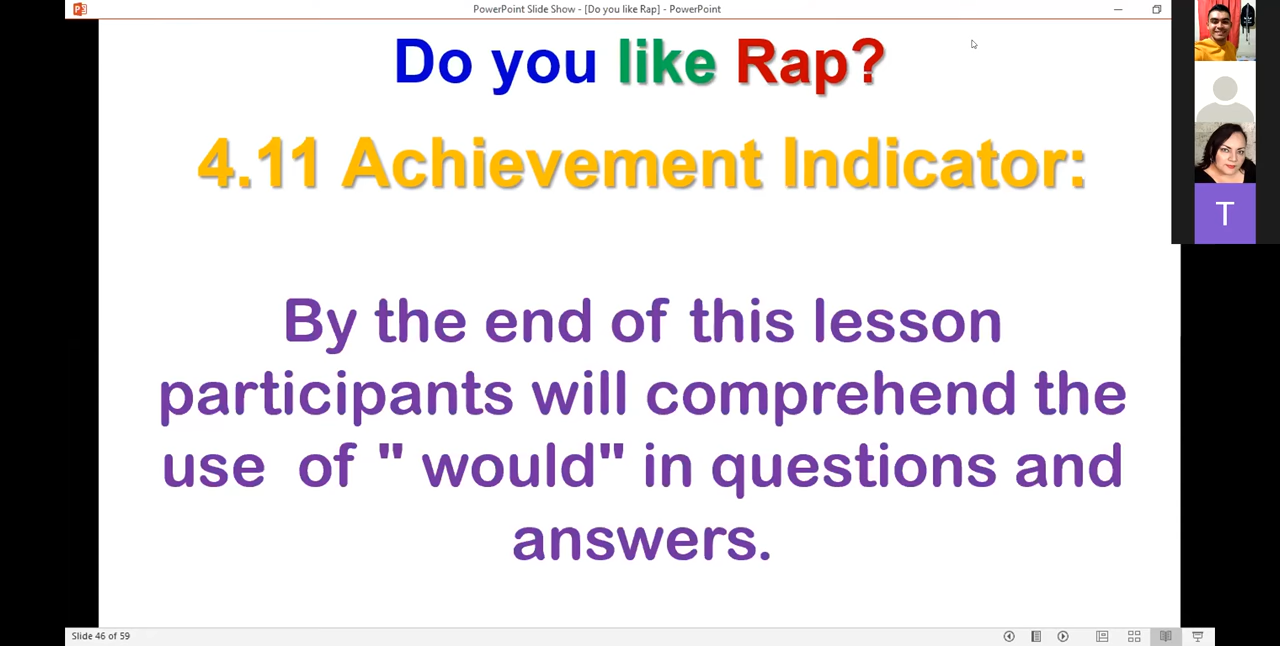 PowerPoint Slide Show - [Do you like Rap] - PowerPoint
Do you like Rap?
4.11 Achievement Indicator:
T
By the end of this lesson
participants will comprehend the
use of " would" in questions and
answers.
Slide 46 of 59